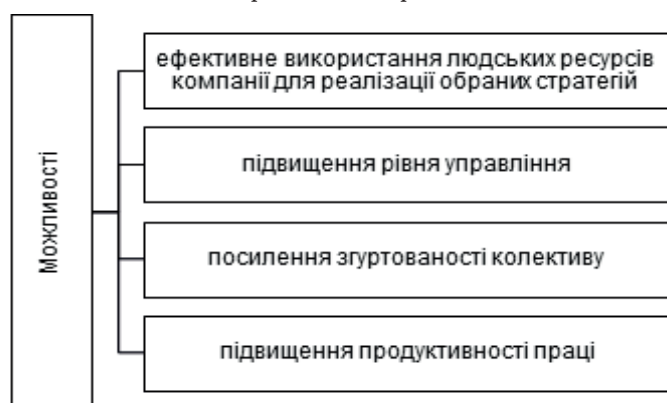 Можливості
ефективне використання людських ресурсів
компанії для реалізації обраних стратегій
підвищення рівня управління
посилення згуртованості колективу
підвищення продуктивності праці